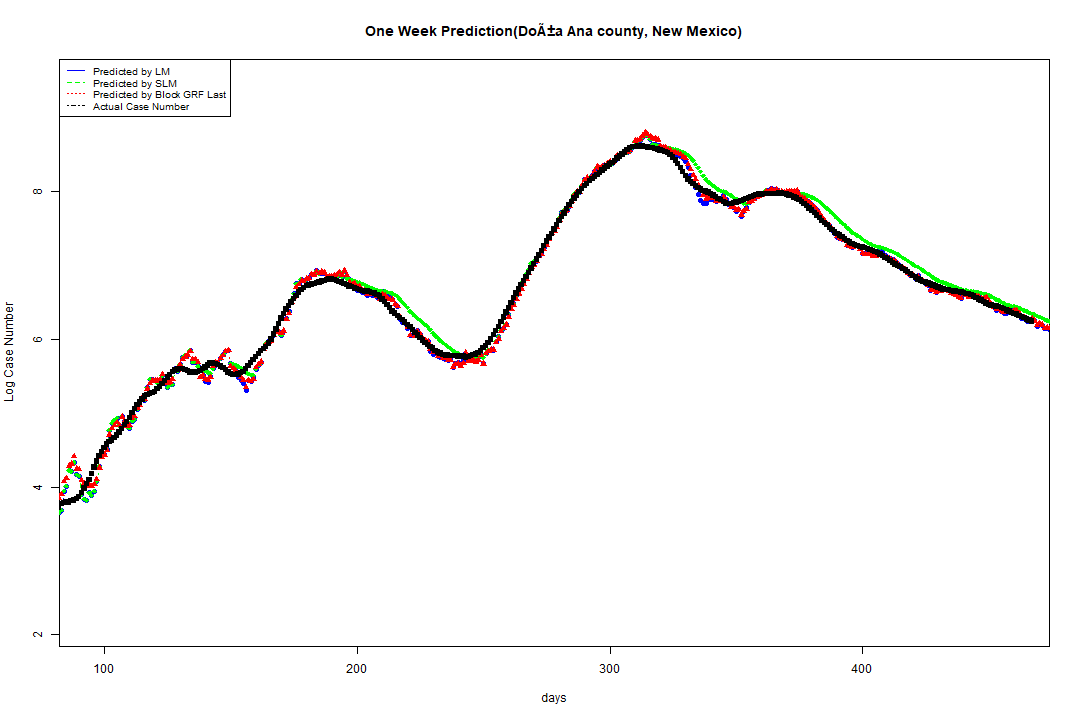 One Week Prediction(DoÃ±a Ana county, New Mexico)
Predicted by LM
Predicted by SLM
Predicted by Block GRF Last
Actual Case Number
Log Case Number
8
6
4
2
100 200 300 400
days